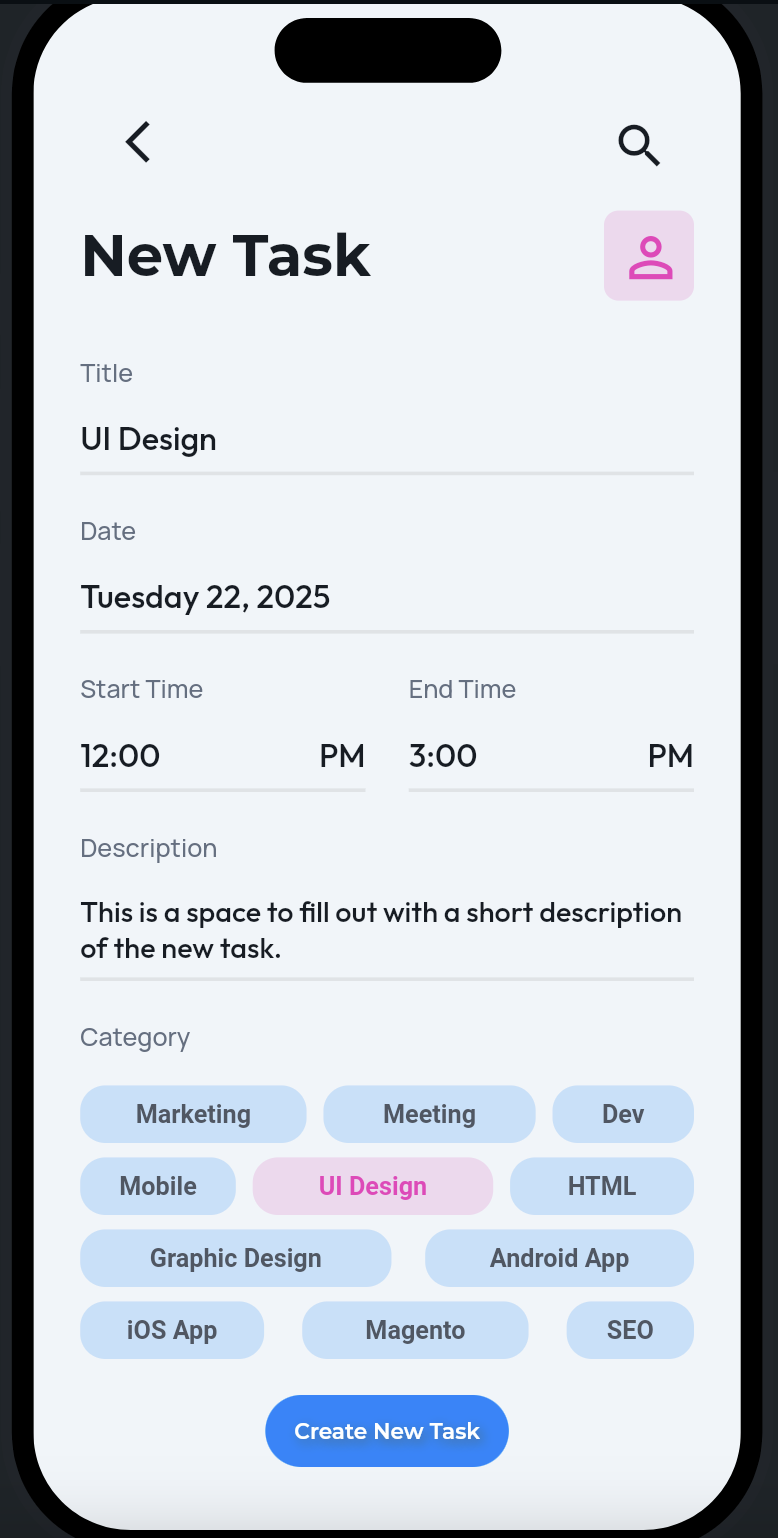 New Task
Title
UI Design
Date
Tuesday 22, 2025
Start Time End Time
12:00 PM 3:00 PM
Description
This is a space to fill out with a short description
of the new task.
Category
Marketing Meeting Dev
Mobile UI Design HTML
Graphic Design Android App
iOS App Magento SEO
Create New Task